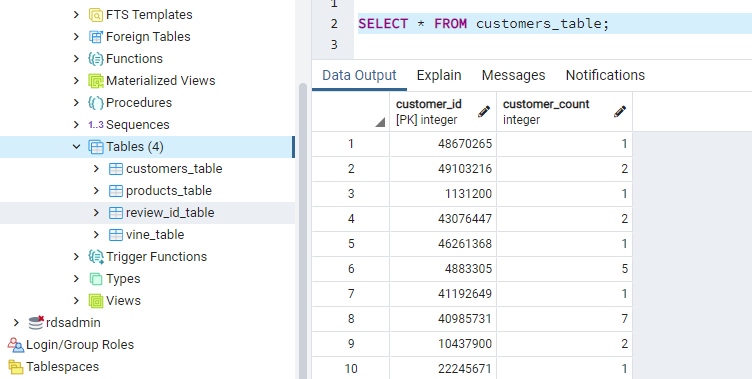 FTS Templates
Foreign Tables
Functions
Materialized Views
Procedures
1..3 Sequences
Tables (4)
customers_table
products_table
review_id_table
vine_table
Trigger Functions
Types
Views
rdsadmin
Login/Group Roles
Tablespaces
1
2 SELECT * FROM customers_table;
3
Data Output Explain Messages Notifications
customer_id customer_count
[PK] integer integer
1 48670265 1
2 49103216 2
3 1131200 1
4 43076447 2
5 46261368 1
6 4883305 5
7 41192649 1
8 40985731 7
9 10437900 2
10 22245671 1